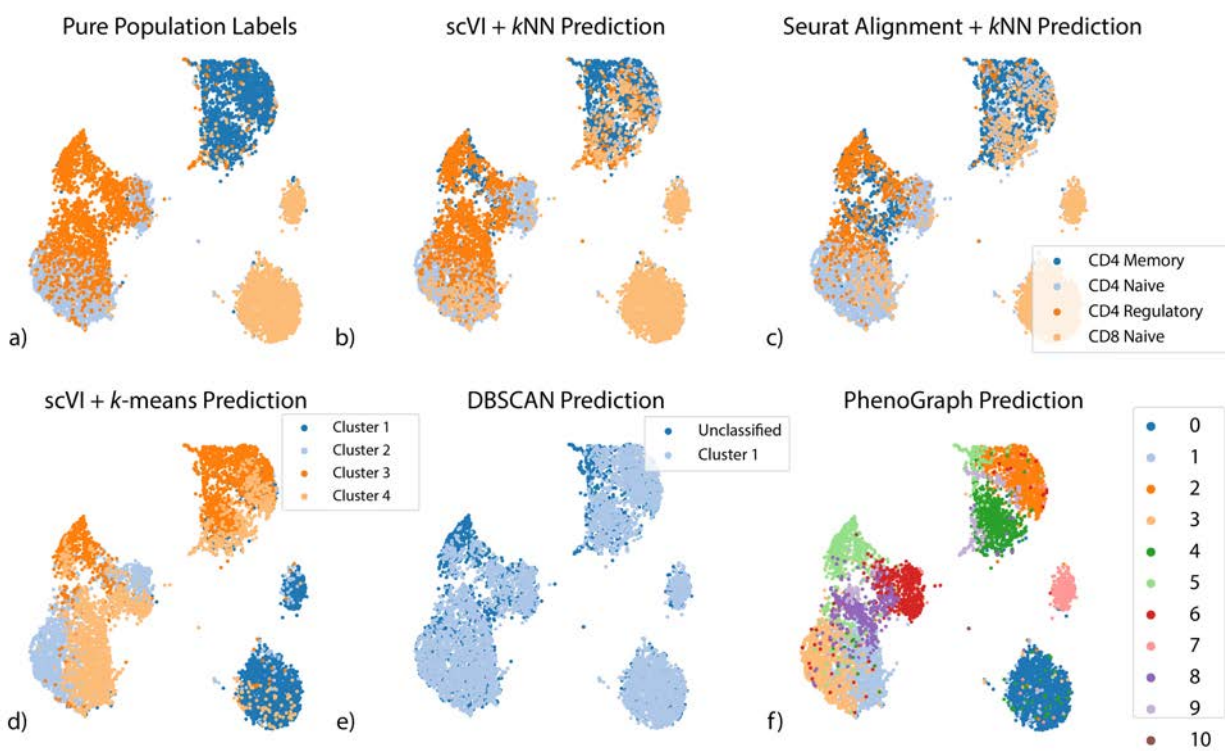 Pure Population Labels
scVI + kNN Prediction
Seurat Alignment + kNN Prediction
CD4 Memory
CD4 Naive
CD4 Regulatory
CD8 Naive
a)
b)
c)
scVI + k-means Prediction
DBSCAN Prediction
PhenoGraph Prediction
Cluster 1
Cluster 2
Cluster 3
Cluster 4
Unclassified
Cluster 1
0
1
2
3
4
5
6
7
8
9
10
d)
e)
f)